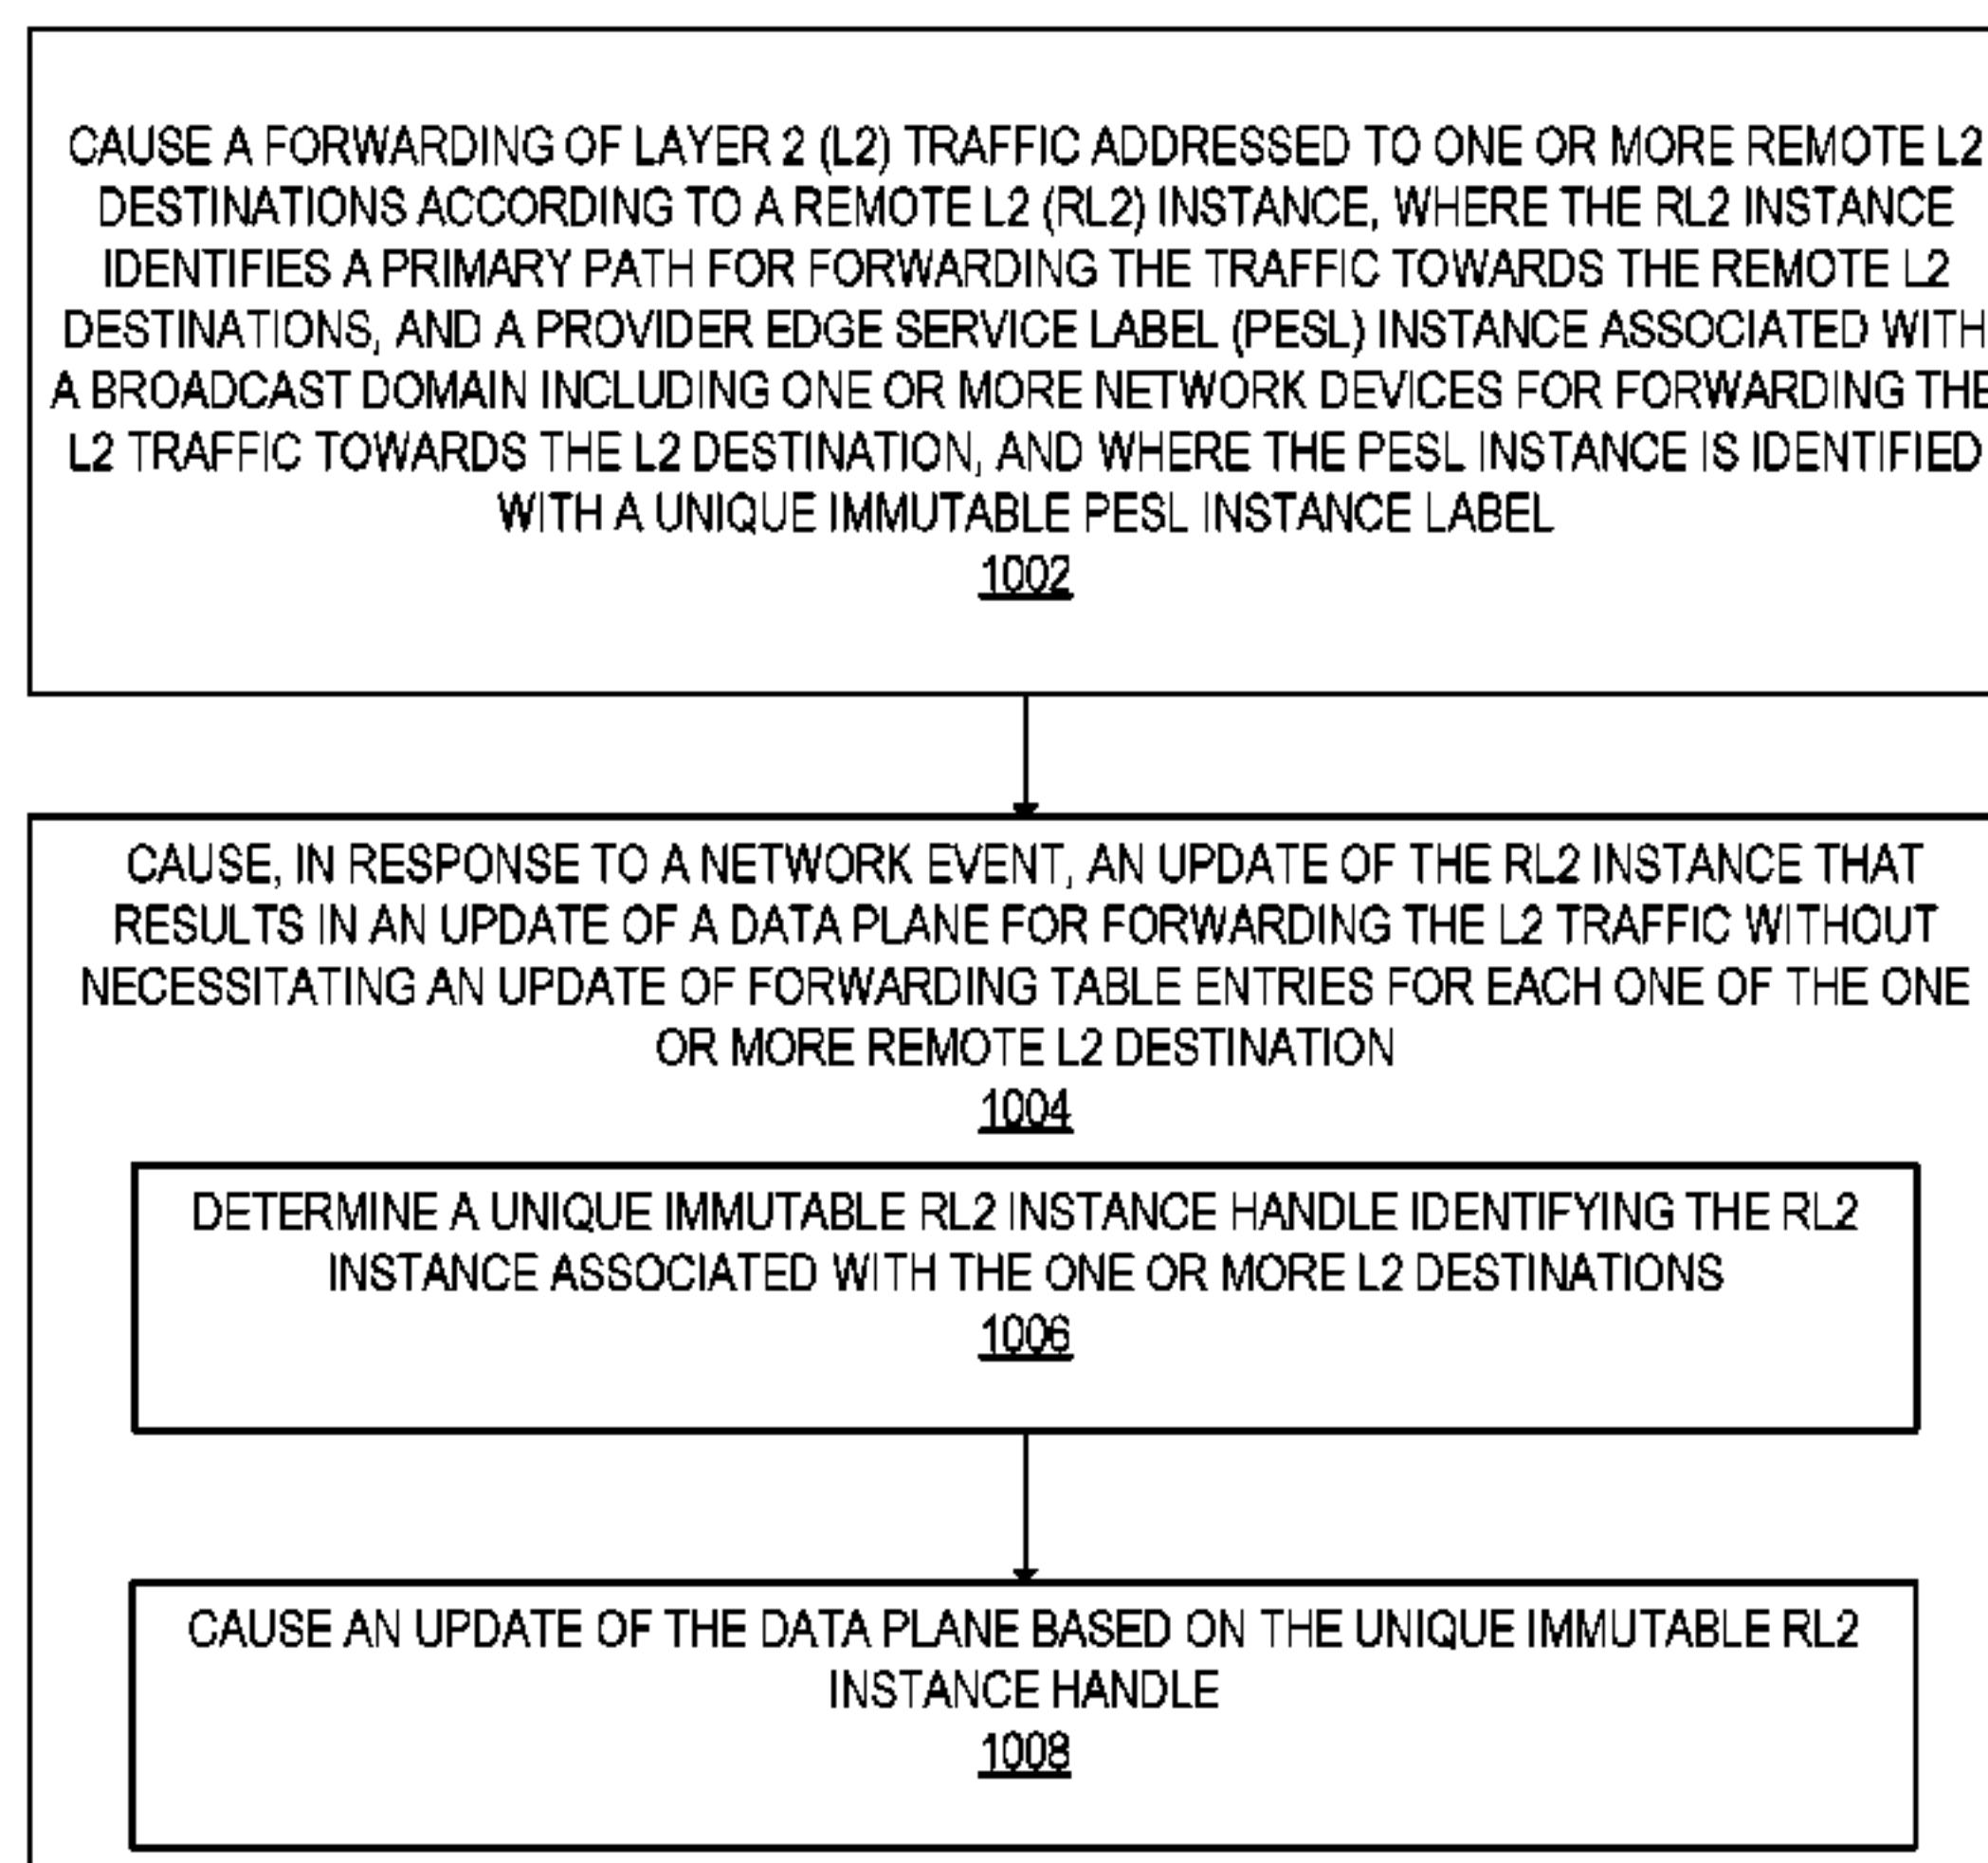 CAUSE A FORWARDING OF LAYER 2 (L2) TRAFFIC ADDRESSED TO ONE OR MORE REMOTE L2
DESTINATIONS ACCORDING TO A REMOTE L2 (RL2) INSTANCE, WHERE THE RL2 INSTANCE
IDENTIFIES A PRIMARY PATH FOR FORWARDING THE TRAFFIC TOWARDS THE REMOTE L2
DESTINATIONS, AND A PROVIDER EDGE SERVICE LABEL (PESL) INSTANCE ASSOCIATED WITH
A BROADCAST DOMAIN INCLUDING ONE OR MORE NETWORK DEVICES FOR FORWARDING THE
L2 TRAFFIC TOWARDS THE L2 DESTINATION, AND WHERE THE PESL INSTANCE IS IDENTIFIED
WITH A UNIQUE IMMUTABLE PESL INSTANCE LABEL
1002
CAUSE, IN RESPONSE TO A NETWORK EVENT, AN UPDATE OF THE RL2 INSTANCE THAT
RESULTS IN AN UPDATE OF A DATA PLANE FOR FORWARDING THE L2 TRAFFIC WITHOUT
NECESSITATING AN UPDATE OF FORWARDING TABLE ENTRIES FOR EACH ONE OF THE ONE
OR MORE REMOTE L2 DESTINATION
1004
DETERMINE A UNIQUE IMMUTABLE RL2 INSTANCE HANDLE IDENTIFYING THE RL2
INSTANCE ASSOCIATED WITH THE ONE OR MORE L2 DESTINATIONS
1006
CAUSE AN UPDATE OF THE DATA PLANE BASED ON THE UNIQUE IMMUTABLE RL2
INSTANCE HANDLE
1008